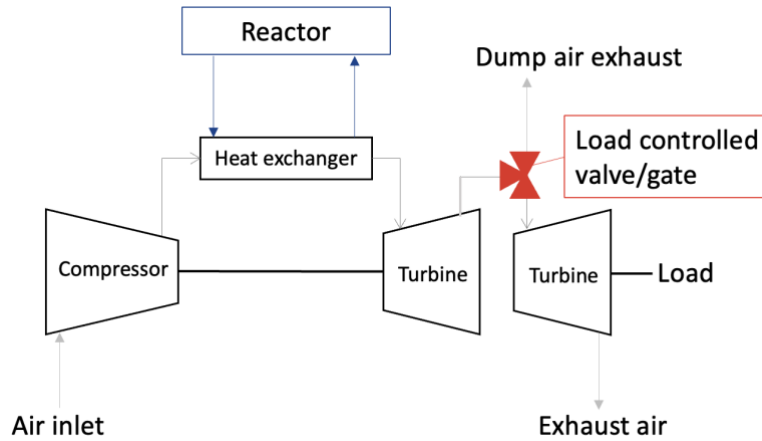 Reactor
Dump air exhaust
Heat exchanger
Load controlled
valve/gate
Compressor
Turbine
Turbine
Load
Air inlet
Exhaust air